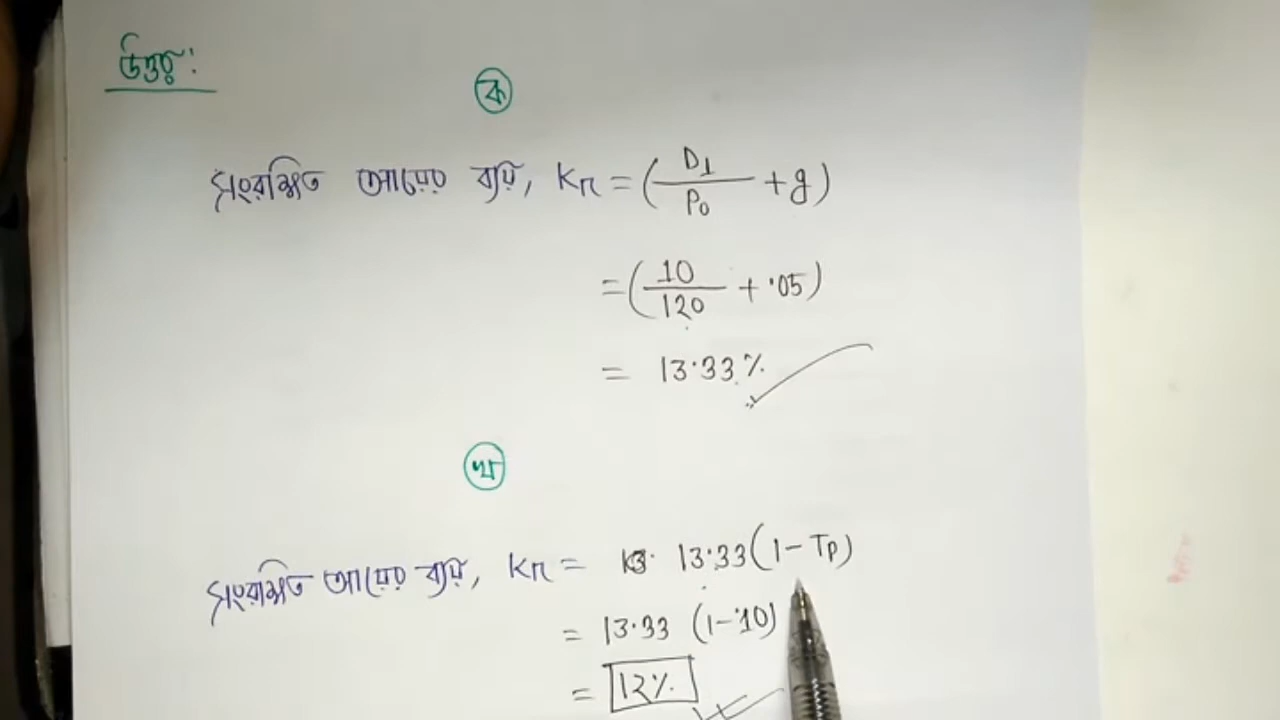 উত্তর :
ক
সংরক্ষিত আয়ের ব্যয়, Kr = (D1/P0 + g)
= (10/120 + .05)
= 13.33%
খ
সংরক্ষিত আয়ের ব্যয়, Kr = 13.33(1-Tp)
= 13.33 (1-.10)
= 12%